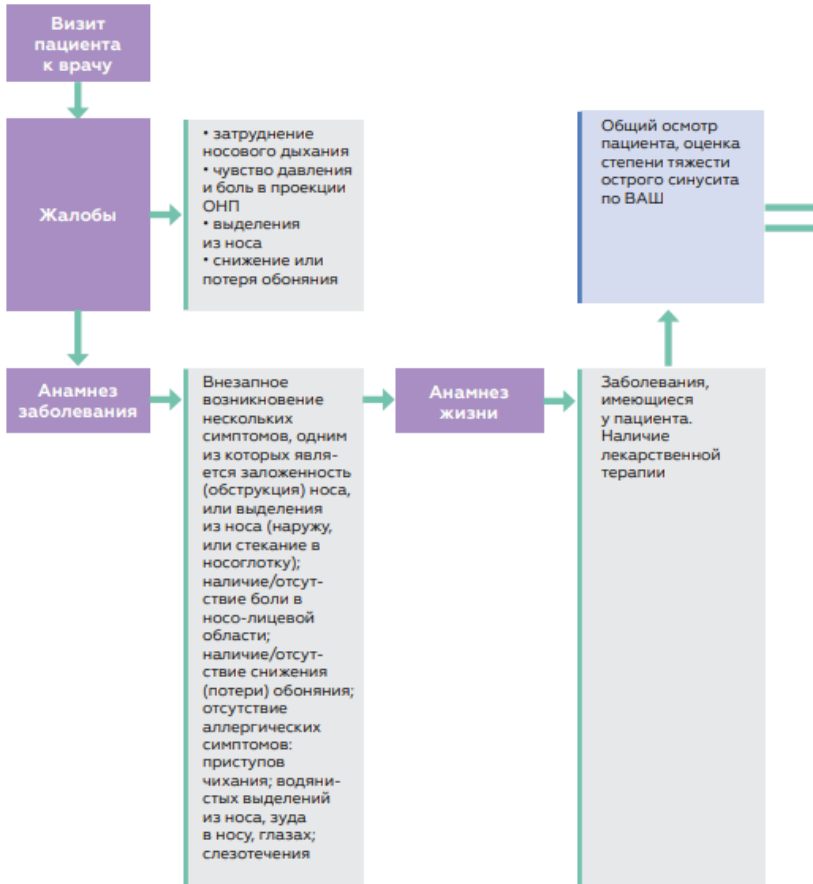 Визит
пациента
к врачу
Жалобы
• затруднение
носового дыхания
• чувство давления
и боль в проекции
ОНП
• выделения
из носа
• снижение или
потеря обоняния
Анамнез
заболевания
Внезапное
возникновение
нескольких
симптомов, одним
из которых явля-
ется заложенность
(обструкция) носа,
или выделения
из носа (наружу,
или стекание в
носоглотку);
наличие/отсут-
ствие боли в
носо-лицевой
области;
наличие/отсут-
ствие снижения
(потери) обоняния;
отсутствие
аллергических
симптомов:
приступов
чихания; водяни-
стых выделений
из носа, зуда
в носу, глазах;
слезотечения
Анамнез
жизни
Заболевания,
имеющиеся
у пациента.
Наличие
лекарственной
терапии
Общий осмотр
пациента, оценка
степени тяжести
острого синусита
по ВАШ